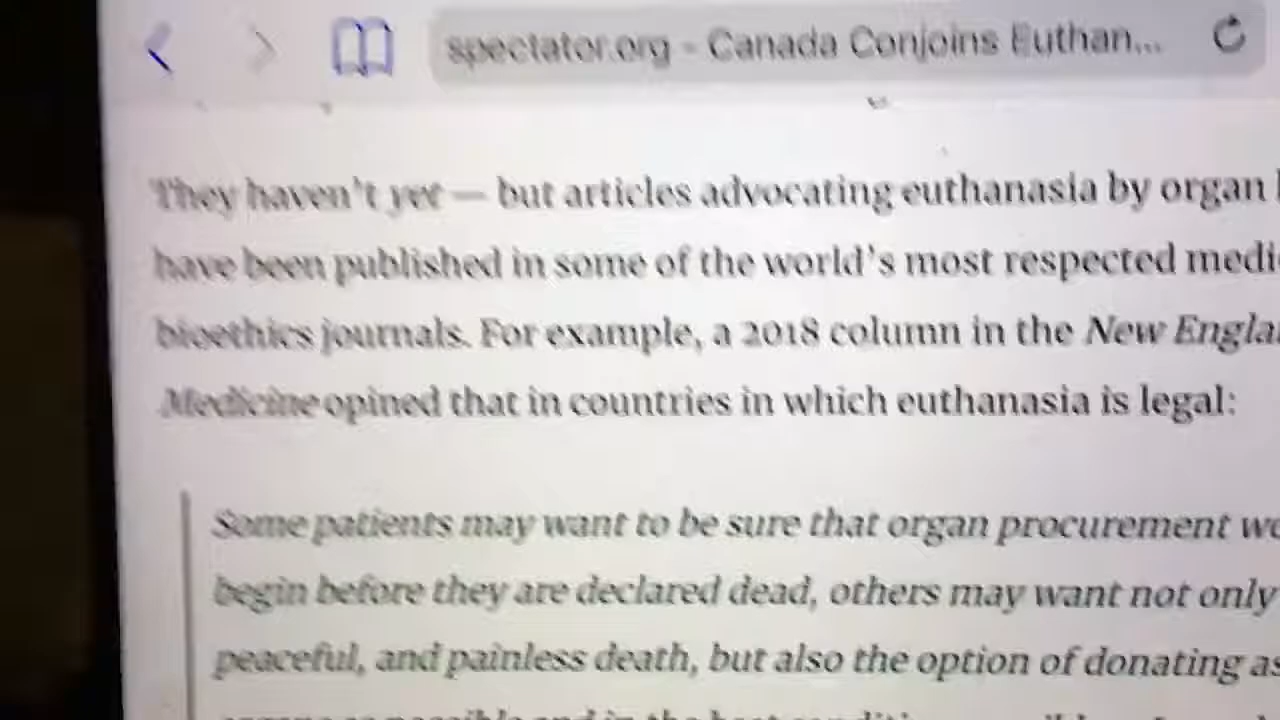 spectator.org - Canada Conjoins Euthan...
They haven't yet — but articles advocating euthanasia by organ
have been published in some of the world's most respected medi
bioethics journals. For example, a 2018 column in the New Engla
Medicine opined that in countries in which euthanasia is legal:
Some patients may want to be sure that organ procurement wo
begin before they are declared dead, others may want not only
peaceful, and painless death, but also the option of donating as